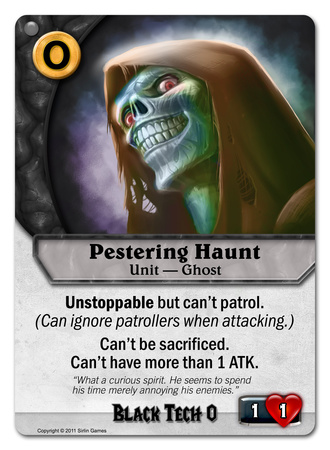 0
Pestering Haunt
Unit — Ghost
Unstoppable but can't patrol.
(Can ignore patrollers when attacking.)
Can't be sacrificed.
Can't have more than 1 ATK.
“What a curious spirit. He seems to spend
his time merely annoying his enemies.”
Black Tech 0
1 1
Copyright © 2011 Sirlin Games